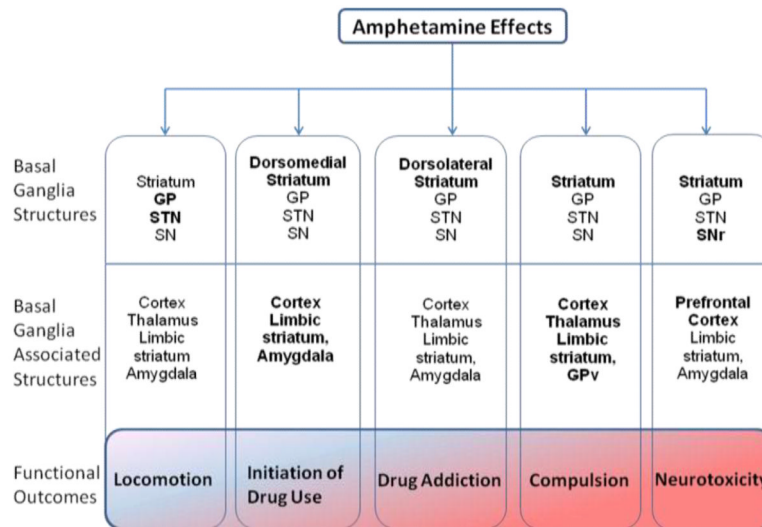 Amphetamine Effects
Basal
Ganglia
Structures
Striatum
GP
STN
SN
Dorsomedial
Striatum
GP
STN
SN
Dorsolateral
Striatum
GP
STN
SN
Striatum
GP
STN
SN
Striatum
GP
STN
SNr
Basal
Ganglia
Associated
Structures
Cortex
Thalamus
Limbic
striatum
Amygdala
Cortex
Limbic
striatum,
Amygdala
Cortex
Thalamus
Limbic
striatum,
Amygdala
Cortex
Thalamus
Limbic
striatum,
GPv
Prefrontal
Cortex
Limbic
striatum,
Amygdala
Functional
Outcomes
Locomotion
Initiation of
Drug Use
Drug Addiction
Compulsion
Neurotoxicity